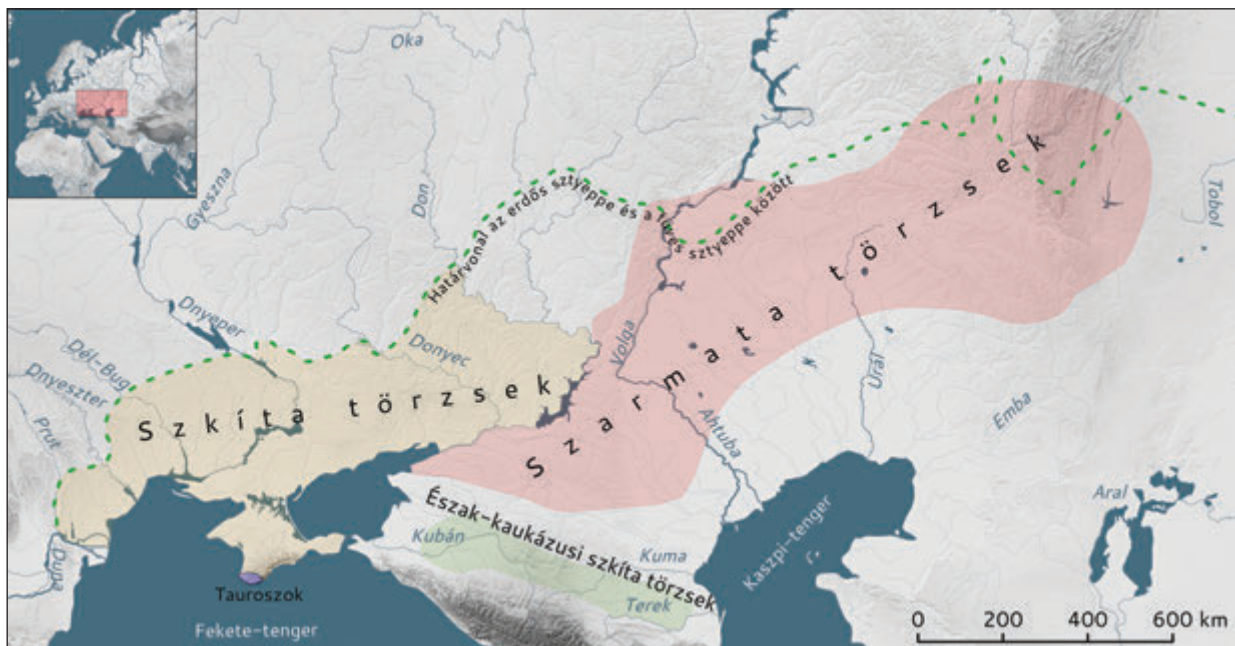 Oka
Gyeszna
Don
Határvonal az erdős sztyeppe és a füves sztyeppe között
Tobol
Dnyeper
Donyec
Volga
Dél-Bug
Dnyeszter
Prut
Szkíta törzsek
Szarmata törzsek
Urál
Emba
Ahtuba
Aral
Észak-kaukázusi szkíta törzsek
Kubán
Kuma
Terek
Kaszpi-tenger
Duna
Tauroszok
Fekete-tenger
0 200 400 600 km